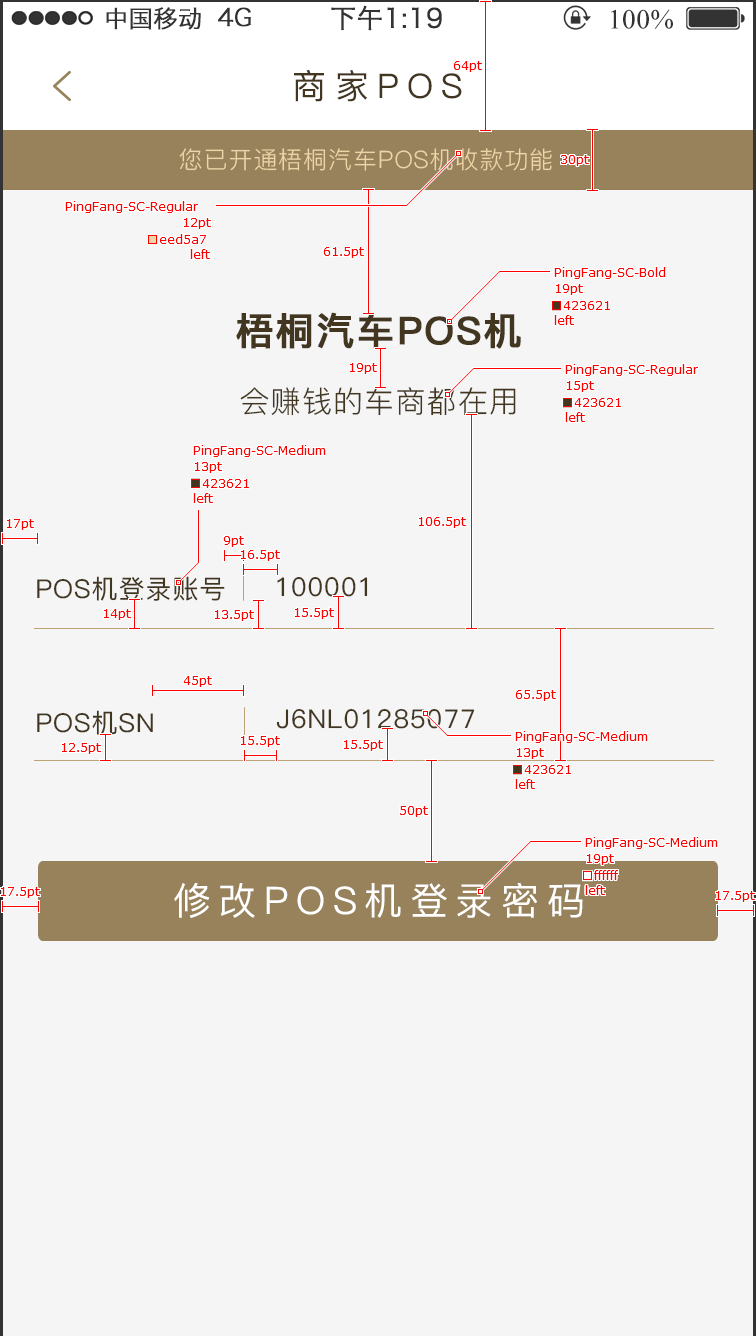 中国移动 4G 下午1:19 100%
64pt
商家POS
您已开通梧桐汽车POS机收款功能 30pt
PingFang-SC-Regular
12pt
eed5a7
left
61.5pt
PingFang-SC-Bold
19pt
423621
left
梧桐汽车POS机
19pt
PingFang-SC-Regular
15pt
423621
left
会赚钱的车商都在用
PingFang-SC-Medium
13pt
423621
left
17pt
106.5pt
9pt
16.5pt
POS机登录账号 100001
14pt 13.5pt 15.5pt
45pt
65.5pt
POS机SN J6NL01285077
12.5pt 15.5pt 15.5pt
PingFang-SC-Medium
13pt
423621
left
50pt
PingFang-SC-Medium
19pt
ffffff
left
17.5pt 17.5pt
修改POS机登录密码